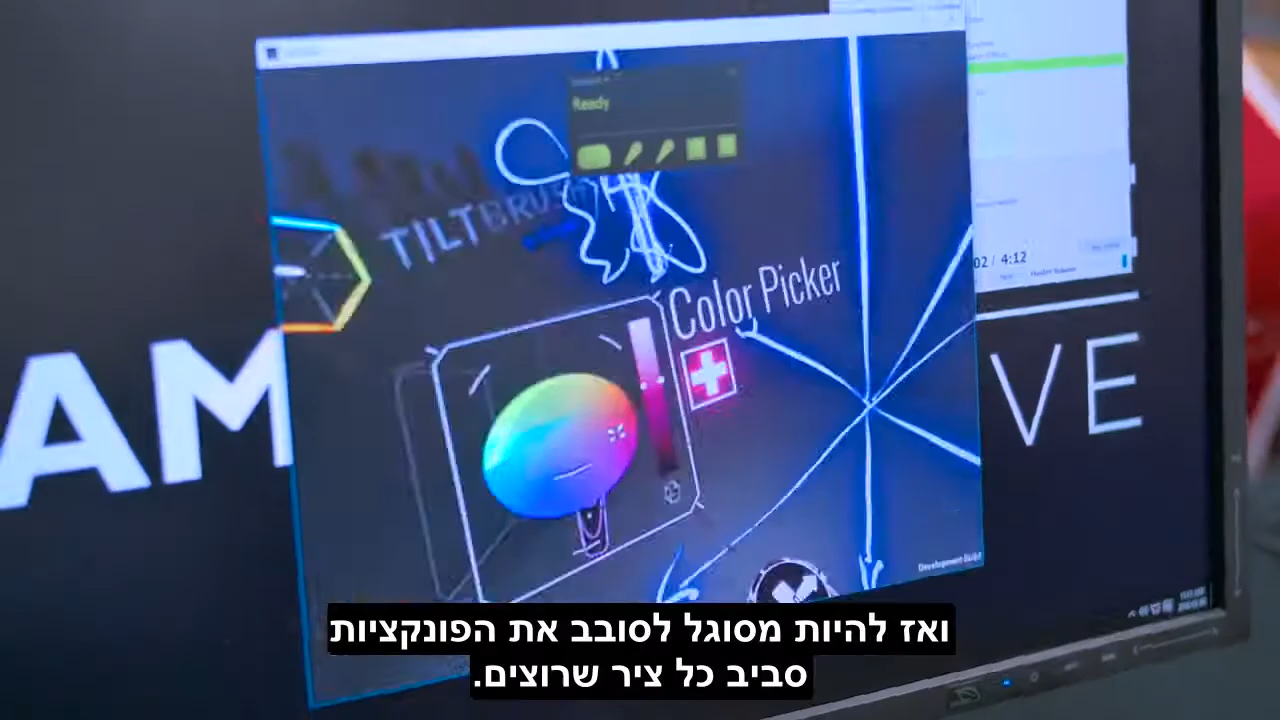 Ready
TILTBRUSH
Color Picker
02 / 4:12
AM
VE
Development Build
ואז להיות מסוגל לסובב את הפונקציות
סביב כל ציר שרוצים.